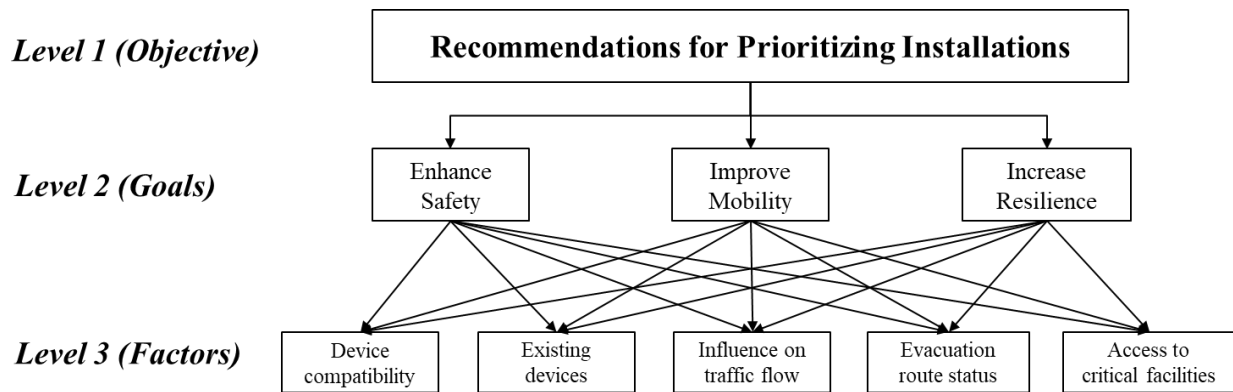 Level 1 (Objective)
Recommendations for Prioritizing Installations
Level 2 (Goals)
Enhance
Safety
Improve
Mobility
Increase
Resilience
Level 3 (Factors)
Device
compatibility
Existing
devices
Influence on
traffic flow
Evacuation
route status
Access to
critical facilities